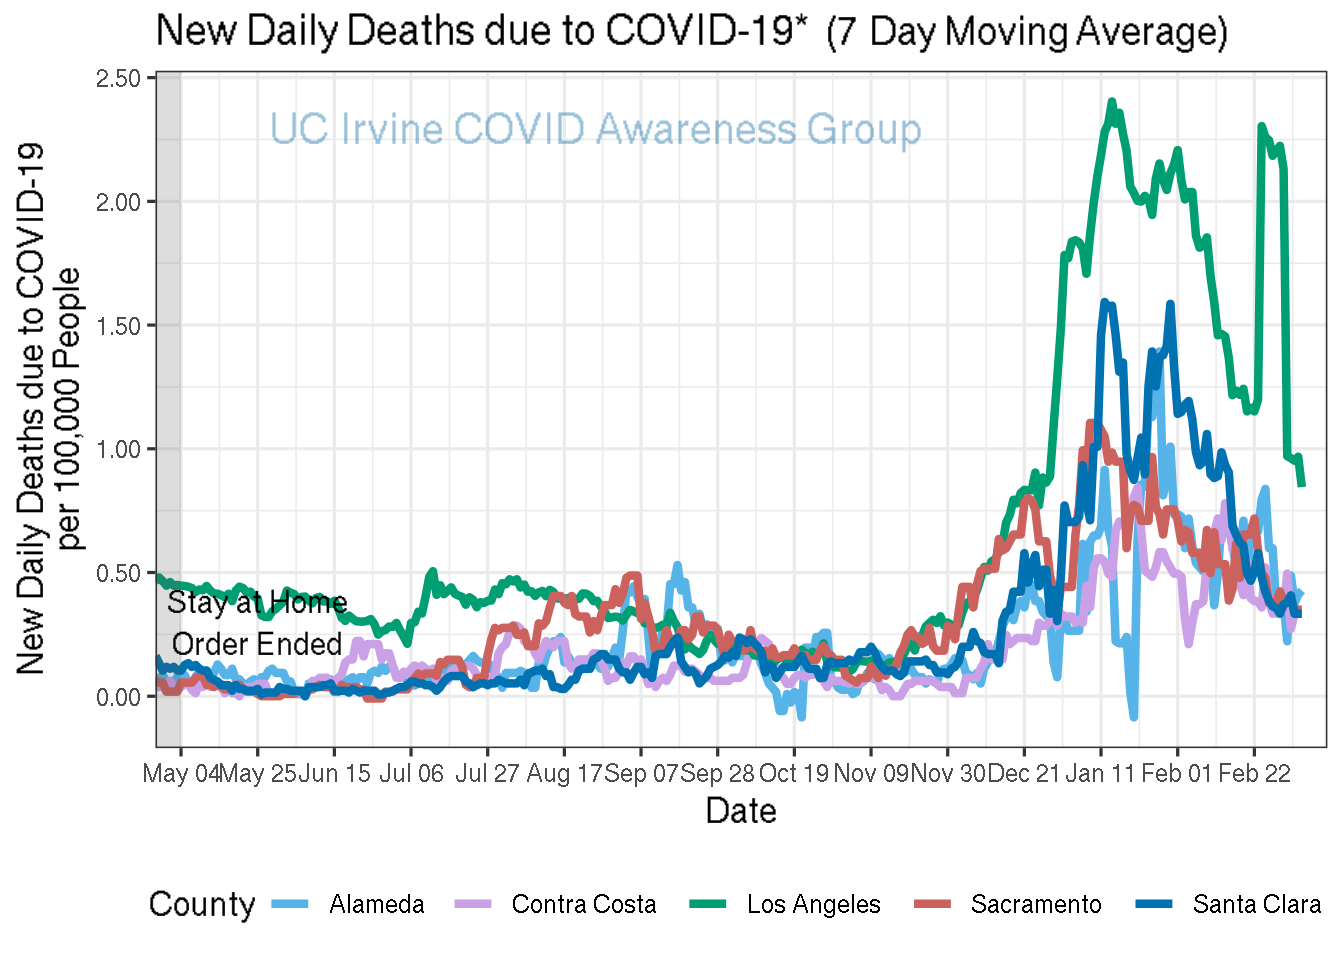 New Daily Deaths due to COVID-19* (7 Day Moving Average)
UC Irvine COVID Awareness Group
New Daily Deaths due to COVID-19
per 100,000 People
2.50
2.00
1.50
1.00
0.50
0.00
Stay at Home
Order Ended
May 04 May 25 Jun 15 Jul 06 Jul 27 Aug 17 Sep 07 Sep 28 Oct 19 Nov 09 Nov 30 Dec 21 Jan 11 Feb 01 Feb 22
Date
County Alameda Contra Costa Los Angeles Sacramento Santa Clara